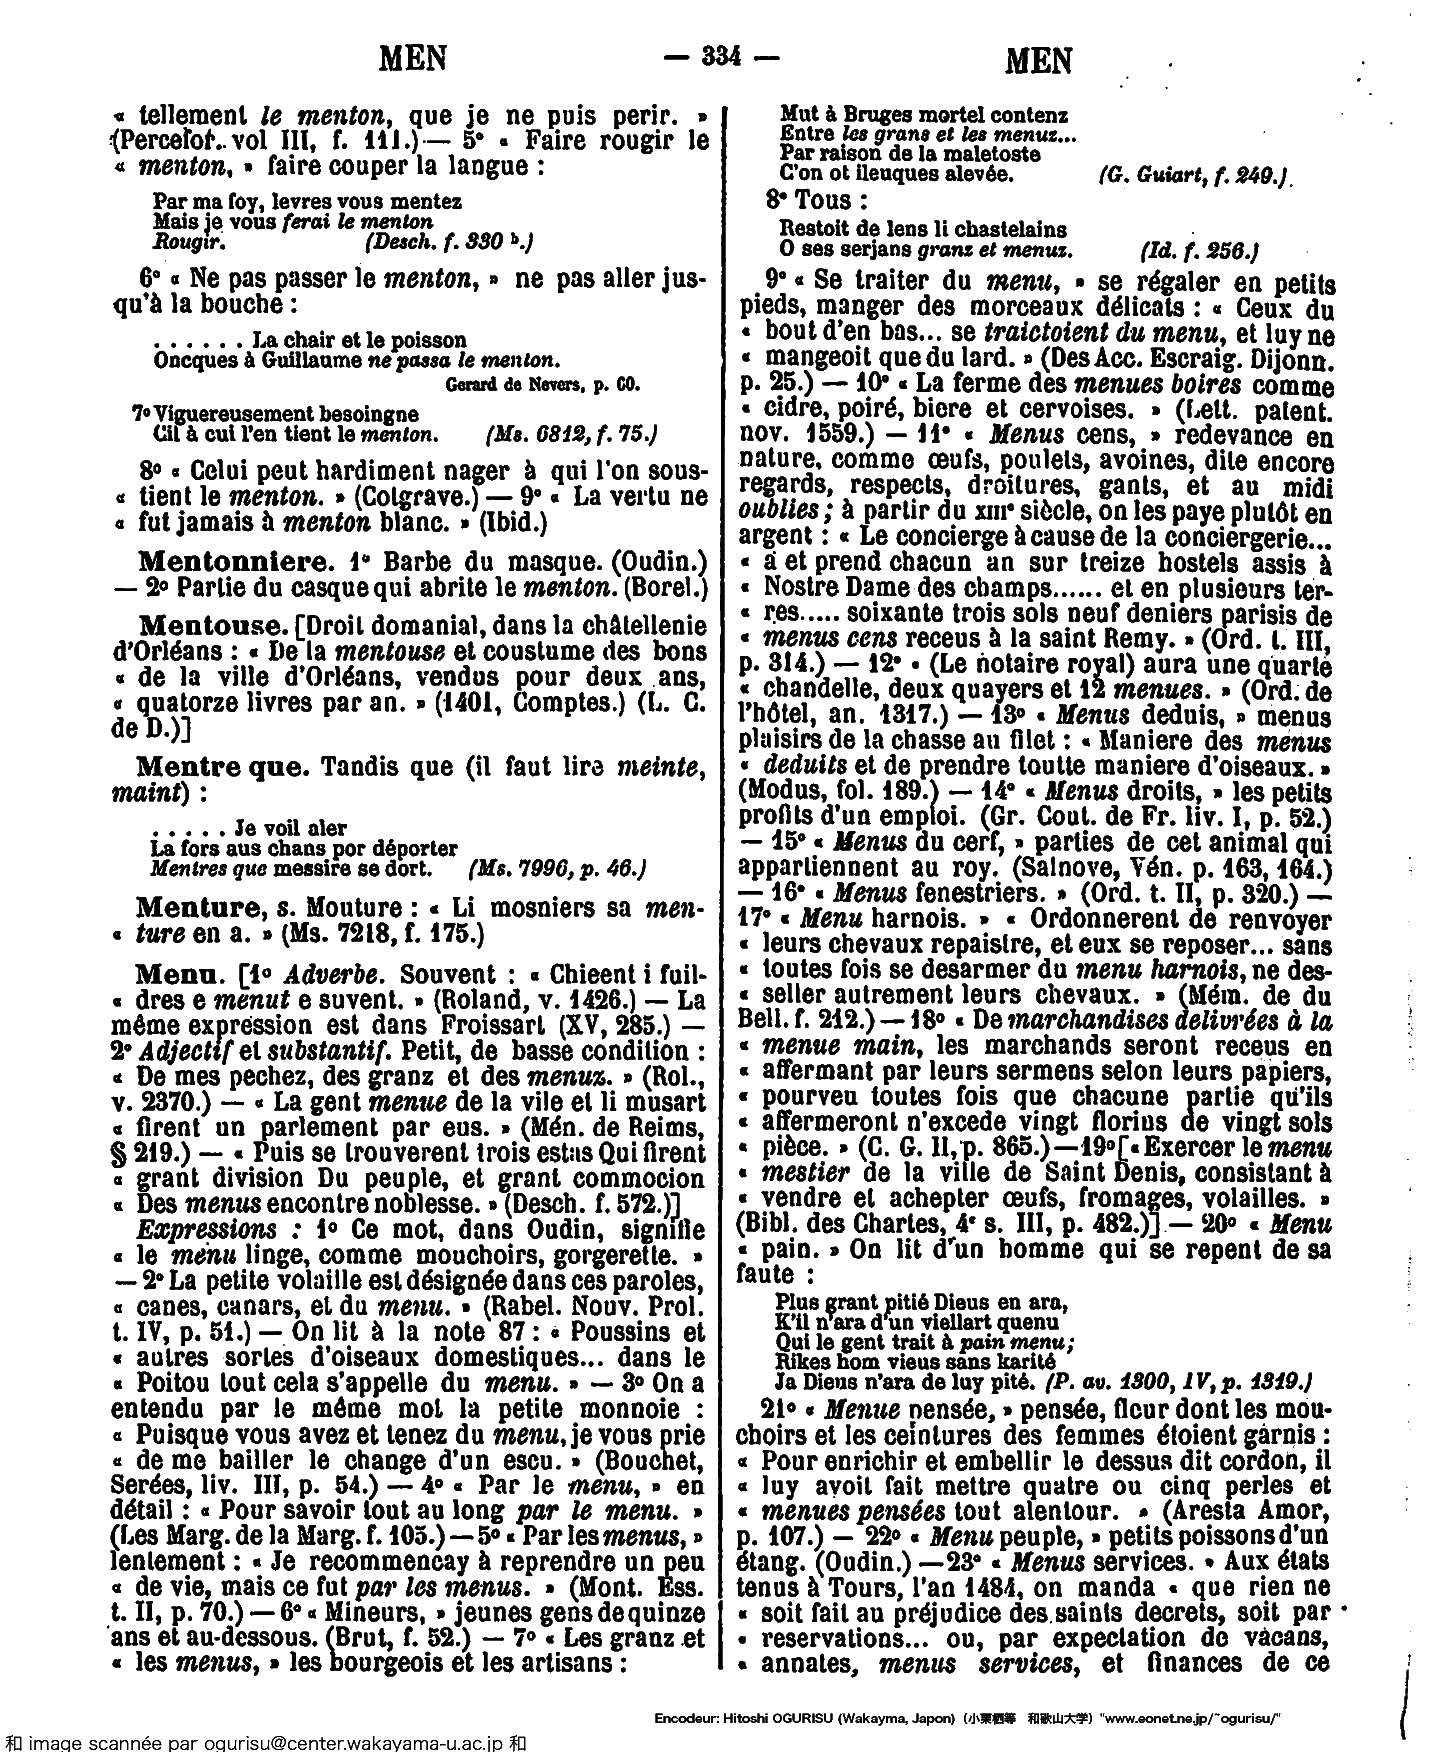 MEN — 334 — MEN
« tellement le menton, que je ne puis perir. »
(Percefor. vol III, f. 111.) — 5° « Faire rougir le
« menton, » faire couper la langue :
Par ma foy, levres vous mentez
Mais je vous ferai le menton
Rougir. (Desch. f. 330 b.)
6° « Ne pas passer le menton, » ne pas aller jus-
qu'à la bouche :
...... La chair et le poisson
Oncques à Guillaume ne passa le menton.
Gerard de Nevers, p. 60.
7° Viguereusement besoingne
Cil à cui l'en tient le menton. (Ms. 6812, f. 75.)
8° « Celui peut hardiment nager à qui l'on sous-
« tient le menton. » (Cotgrave.) — 9° « La vertu ne
« fut jamais à menton blanc. » (Ibid.)
Mentonniere. 1° Barbe du masque. (Oudin.)
— 2° Partie du casque qui abrite le menton. (Borel.)
Mentouse. [Droit domanial, dans la châtellenie
d'Orléans : « De la mentouse et coustume des bons
« de la ville d'Orléans, vendus pour deux ans,
« quatorze livres par an. » (1401, Comptes.) (L. C.
de D.)]
Mentre que. Tandis que (il faut lire meinte,
maint) :
..... Je voil aler
La fors aus chans por déporter
Mentres que messire se dort. (Ms. 7996, p. 46.)
Menture, s. Mouture : « Li mosniers sa men-
« ture en a. » (Ms. 7218, f. 175.)
Menu. [1° Adverbe. Souvent : « Chieent i fuil-
« dres e menut e suvent. » (Roland, v. 1426.) — La
même expression est dans Froissart (XV, 285.) —
2° Adjectif et substantif. Petit, de basse condition :
« De mes pechez, des granz et des menuz. » (Rol.,
v. 2370.) — « La gent menue de la vile et li musart
« firent un parlement par eus. » (Mén. de Reims,
§ 219.) — « Puis se trouverent trois estas Qui firent
« grant division Du peuple, et grant commocion
« Des menus encontre noblesse. » (Desch. f. 572.)]
Expressions : 1° Ce mot, dans Oudin, signifie
« le menu linge, comme mouchoirs, gorgerette. »
— 2° La petite volaille est désignée dans ces paroles,
« canes, canars, et du menu. » (Rabel. Nouv. Prol.
t. IV, p. 51.) — On lit à la note 87 : « Poussins et
« autres sortes d'oiseaux domestiques... dans le
« Poitou tout cela s'appelle du menu. » — 3° On a
entendu par le même mot la petite monnoie :
« Puisque vous avez et tenez du menu, je vous prie
« de me bailler le change d'un escu. » (Bouchet,
Serées, liv. III, p. 54.) — 4° « Par le menu, » en
détail : « Pour savoir tout au long par le menu. »
(Les Marg. de la Marg. f. 105.) — 5° « Par les menus, »
lentement : « Je recommencay à reprendre un peu
« de vie, mais ce fut par les menus. » (Mont. Ess.
t. II, p. 70.) — 6° « Mineurs, » jeunes gens de quinze
ans et au-dessous. (Brut, f. 52.) — 7° « Les granz et
« les menus, » les bourgeois et les artisans :
Mut à Bruges mortel contenz
Entre les grans et les menuz...
Par raison de la maletoste
C'on ot ileuques alevée. (G. Guiart, f. 249.)
8° Tous :
Restoit de lens li chastelains
O ses serjans granz et menuz. (Id. f. 256.)
9° « Se traiter du menu, » se régaler en petits
pieds, manger des morceaux délicats : « Ceux du
« bout d'en bas... se traictoient du menu, et luy ne
« mangeoit que du lard. » (Des Acc. Escraig. Dijonn.
p. 25.) — 10° « La ferme des menues boires comme
« cidre, poiré, biere et cervoises. » (Lett. patent.
nov. 1559.) — 11° « Menus cens, » redevance en
nature, comme œufs, poulets, avoines, dite encore
regards, respects, droitures, gants, et au midi
oublies ; à partir du XIIIe siècle, on les paye plutôt en
argent : « Le concierge à cause de la conciergerie...
« a et prend chacun an sur treize hostels assis à
« Nostre Dame des champs...... et en plusieurs ter-
« res..... soixante trois sols neuf deniers parisis de
« menus cens receus à la saint Remy. » (Ord. t. III,
p. 314.) — 12° « (Le notaire royal) aura une quarte
« chandelle, deux quayers et 12 menues. » (Ord. de
l'hôtel, an. 1317.) — 13° « Menus deduis, » menus
plaisirs de la chasse au filet : « Maniere des menus
« deduits et de prendre toutte maniere d'oiseaux. »
(Modus, fol. 189.) — 14° « Menus droits, » les petits
profits d'un emploi. (Gr. Cout. de Fr. liv. I, p. 52.)
— 15° « Menus du cerf, » parties de cet animal qui
appartiennent au roy. (Salnove, Vén. p. 163, 164.)
— 16° « Menus fenestriers. » (Ord. t. II, p. 320.) —
17° « Menu harnois. » « Ordonnerent de renvoyer
« leurs chevaux repaistre, et eux se reposer... sans
« toutes fois se desarmer du menu harnois, ne des-
« seller autrement leurs chevaux. » (Mém. de du
Bell. f. 212.) — 18° « De marchandises delivrées à la
« menue main, les marchands seront receus en
« affermant par leurs sermens selon leurs papiers,
« pourveu toutes fois que chacune partie qu'ils
« affermeront n'excede vingt florius de vingt sols
« pièce. » (C. G. II, p. 865.) — 19° [« Exercer le menu
« mestier de la ville de Saint Denis, consistant à
« vendre et achepter œufs, fromages, volailles. »
(Bibl. des Chartes, 4e s. III, p. 482.)] — 20° « Menu
« pain. » On lit d'un homme qui se repent de sa
faute :
Plus grant pitié Dieus en ara,
K'il n'ara d'un viellart quenu
Qui le gent trait à pain menu ;
Rikes hom vieus sans karité
Ja Dieus n'ara de luy pité. (P. av. 1300, IV, p. 1319.)
21° « Menue pensée, » pensée, fleur dont les mou-
choirs et les ceintures des femmes étoient garnis :
« Pour enrichir et embellir le dessus dit cordon, il
« luy avoit fait mettre quatre ou cinq perles et
« menues pensées tout alentour. » (Aresta Amor,
p. 107.) — 22° « Menu peuple, » petits poissons d'un
étang. (Oudin.) — 23° « Menus services. » Aux états
tenus à Tours, l'an 1484, on manda « que rien ne
« soit fait au préjudice des saints decrets, soit par
« reservations... ou, par expectation de vacans,
« annates, menus services, et finances de ce
Encodeur: Hitoshi OGURISU (Wakayma, Japon) (小栗栖等 和歌山大学) "www.eonet.ne.jp/~ogurisu/"
和 image scannée par ogurisu@center.wakayama-u.ac.jp 和